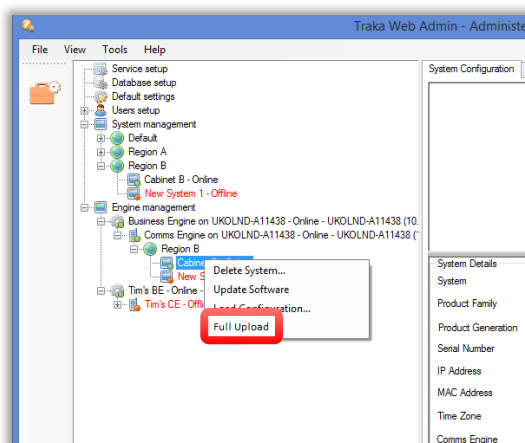 Traka Web Admin - Administe
File View Tools Help
Service setup
Database setup
Default settings
Users setup
System management
Default
Region A
Region B
Cabinet B - Online
New System 1 - Offline
Engine management
Business Engine on UKOLND-A11438 - Online - UKOLND-A11438 (10.
Comms Engine on UKOLND-A11438 - Online - UKOLND-A11438 (
Region B
Cabine
New S
Tim's BE - Online -
Tim's CE - Offli
Delete System...
Update Software
Load Configuration...
Full Upload
System Configuration
System Details
System
Product Family
Product Generation
Serial Number
IP Address
MAC Address
Time Zone
Comms Engine